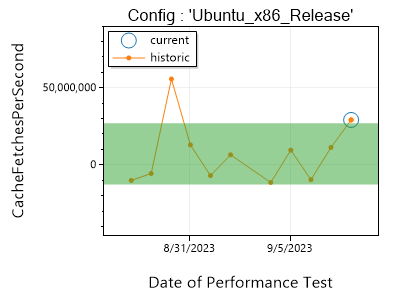 Config : 'Ubuntu_x86_Release'
current
historic
CacheFetchesPerSecond
50,000,000
0
8/31/2023
9/5/2023
Date of Performance Test